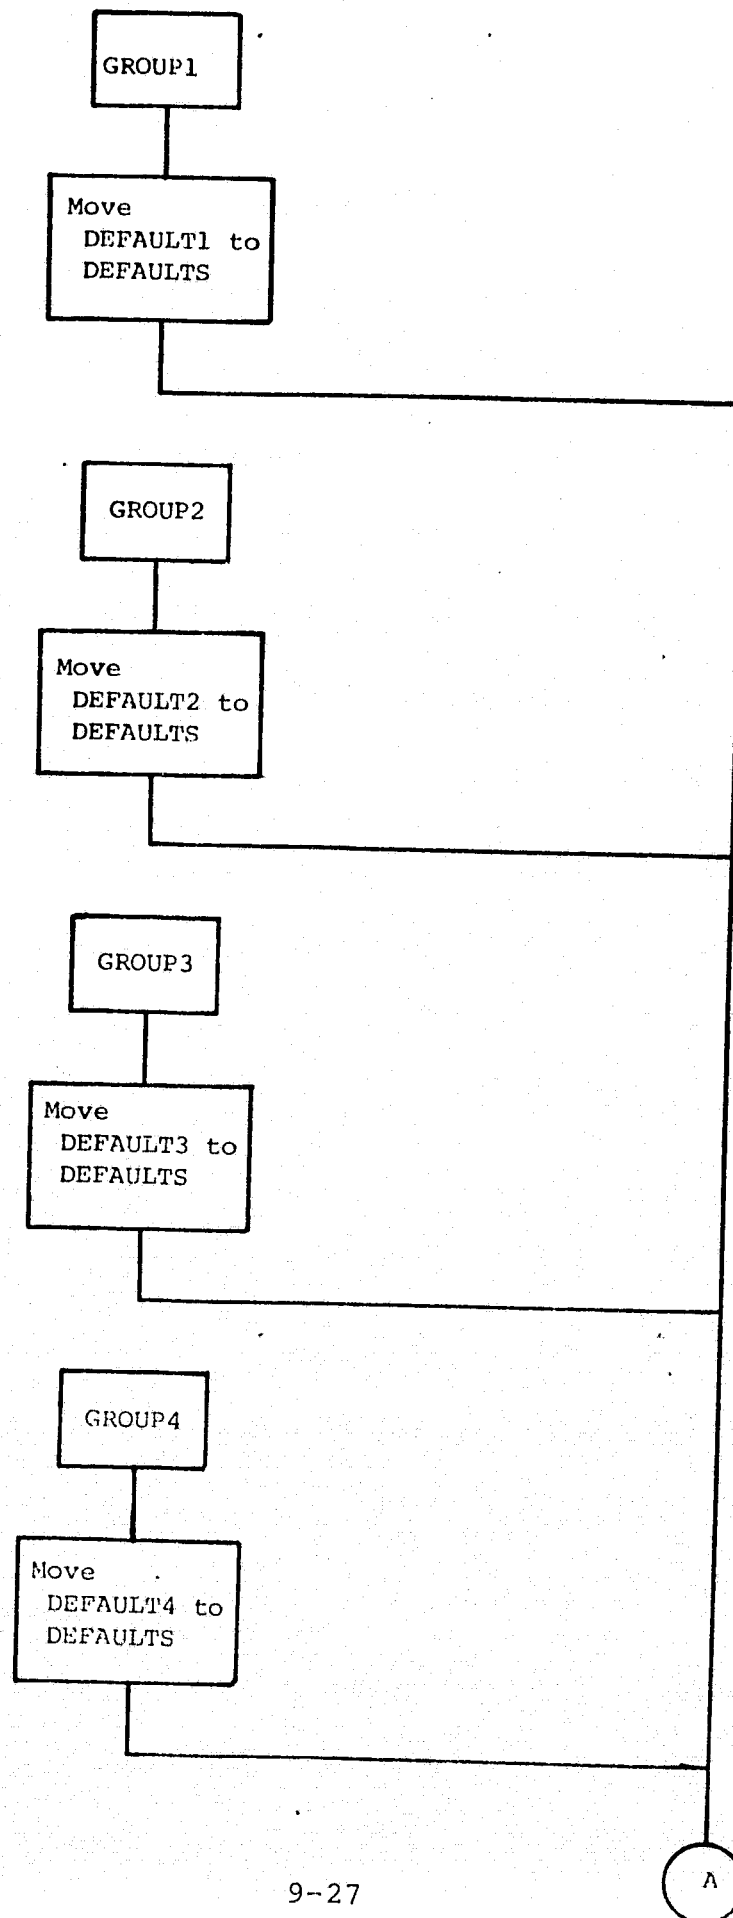 GROUP1
Move
DEFAULT1 to
DEFAULTS
GROUP2
Move
DEFAULT2 to
DEFAULTS
GROUP3
Move
DEFAULT3 to
DEFAULTS
GROUP4
Move
DEFAULT4 to
DEFAULTS
A
9-27